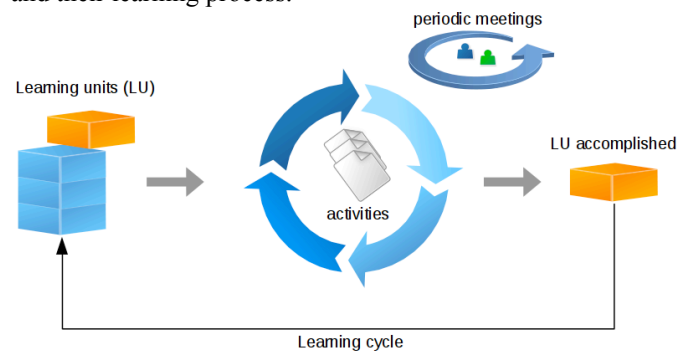 and their learning process.
periodic meetings
Learning units (LU)
LU accomplished
activities
Learning cycle